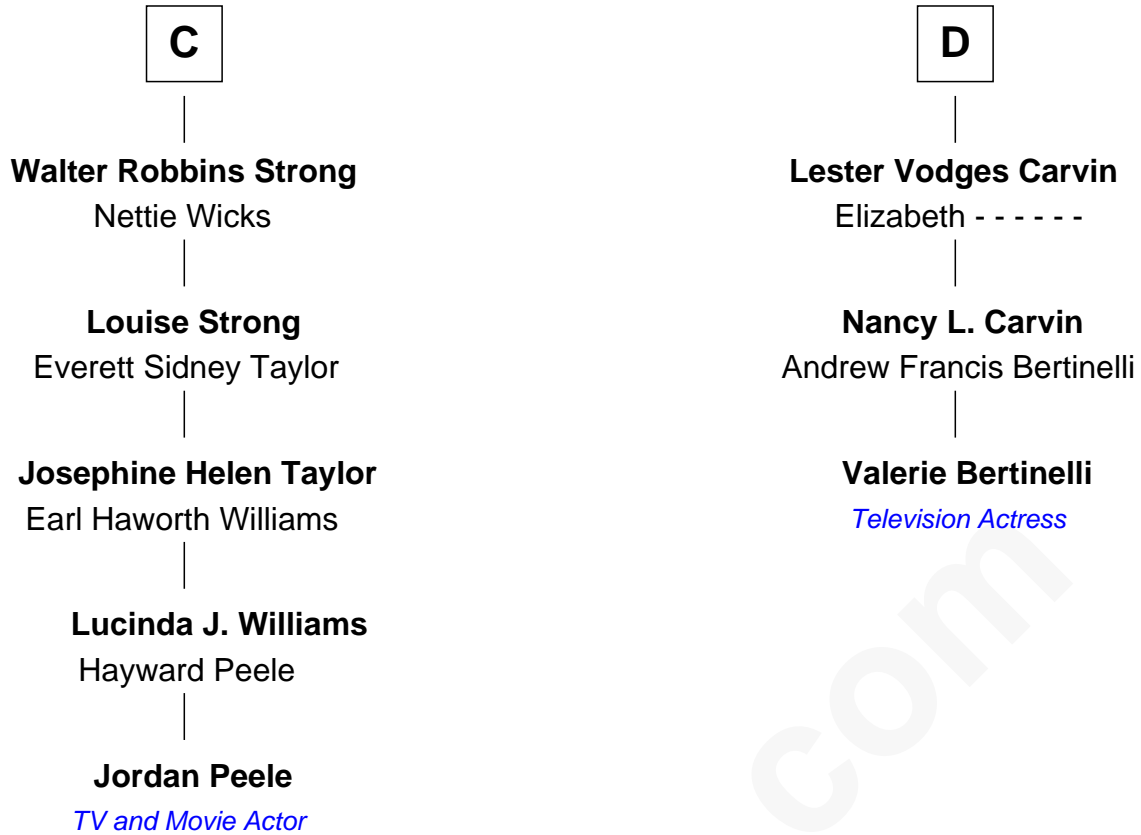 C
Walter Robbins Strong
Nettie Wicks
Louise Strong
Everett Sidney Taylor
Josephine Helen Taylor
Earl Haworth Williams
Lucinda J. Williams
Hayward Peele
Jordan Peele
TV and Movie Actor
D
Lester Vodges Carvin
Elizabeth - - - - - -
Nancy L. Carvin
Andrew Francis Bertinelli
Valerie Bertinelli
Television Actress
com